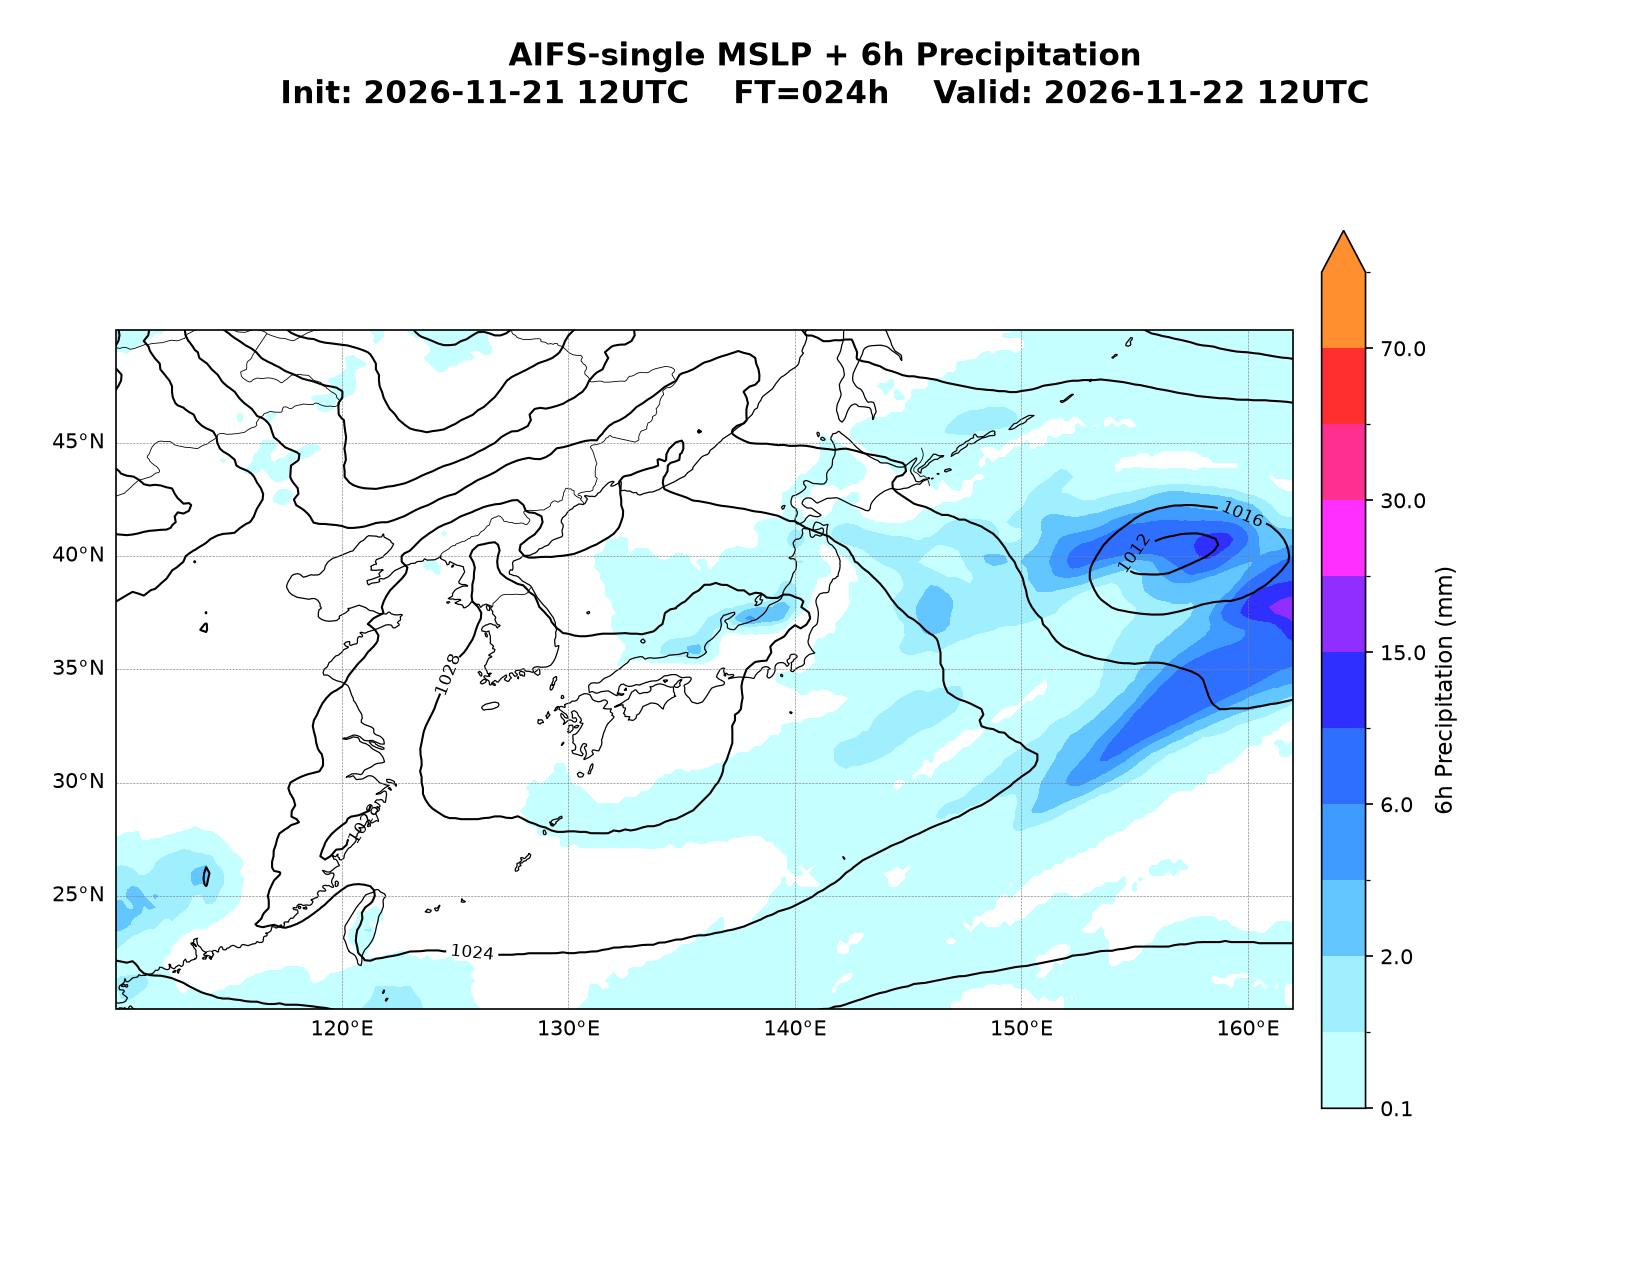 AIFS-single MSLP + 6h Precipitation
Init: 2026-11-21 12UTC    FT=024h    Valid: 2026-11-22 12UTC
70.0
30.0
15.0
6.0
2.0
0.1
6h Precipitation (mm)
45°N
40°N
35°N
30°N
25°N
120°E
130°E
140°E
150°E
160°E
1016
1012
1028
1028
1024